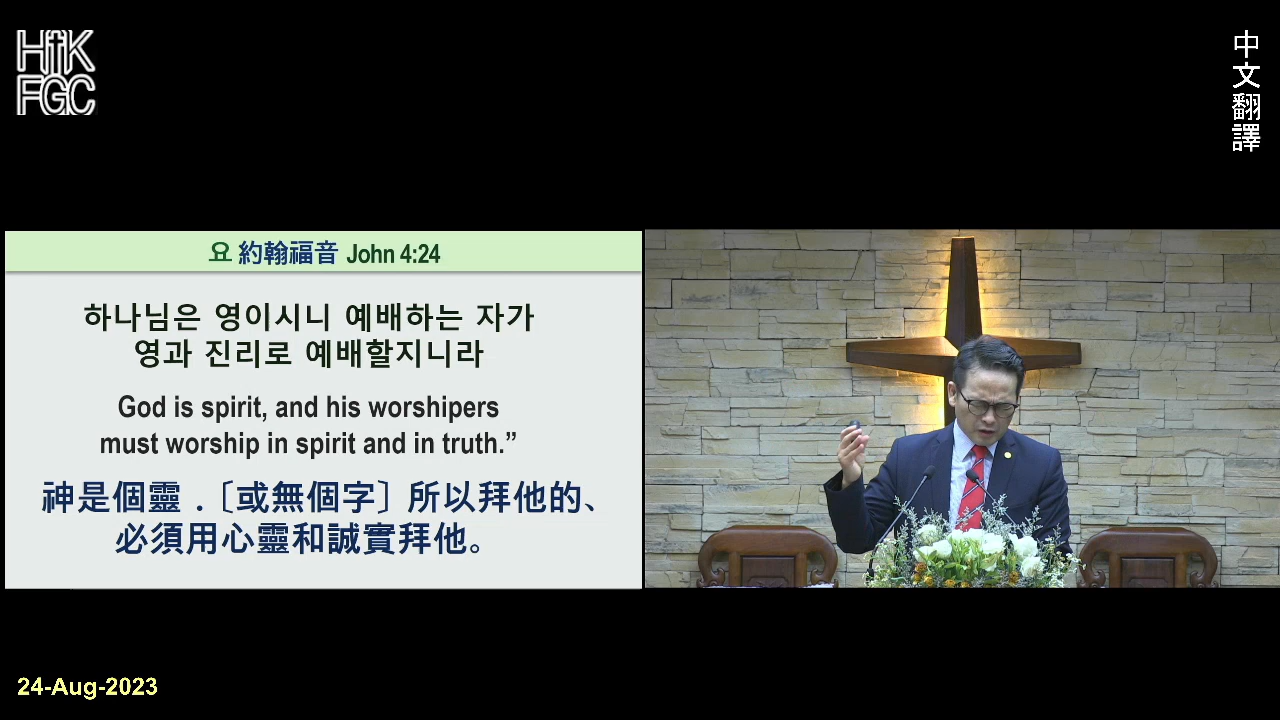 HfK
FGC
中文翻譯
요 約翰福音 John 4:24
하나님은 영이시니 예배하는 자가
영과 진리로 예배할지니라
God is spirit, and his worshipers
must worship in spirit and in truth.”
神是個靈．〔或無個字〕所以拜他的、
必須用心靈和誠實拜他。
24-Aug-2023